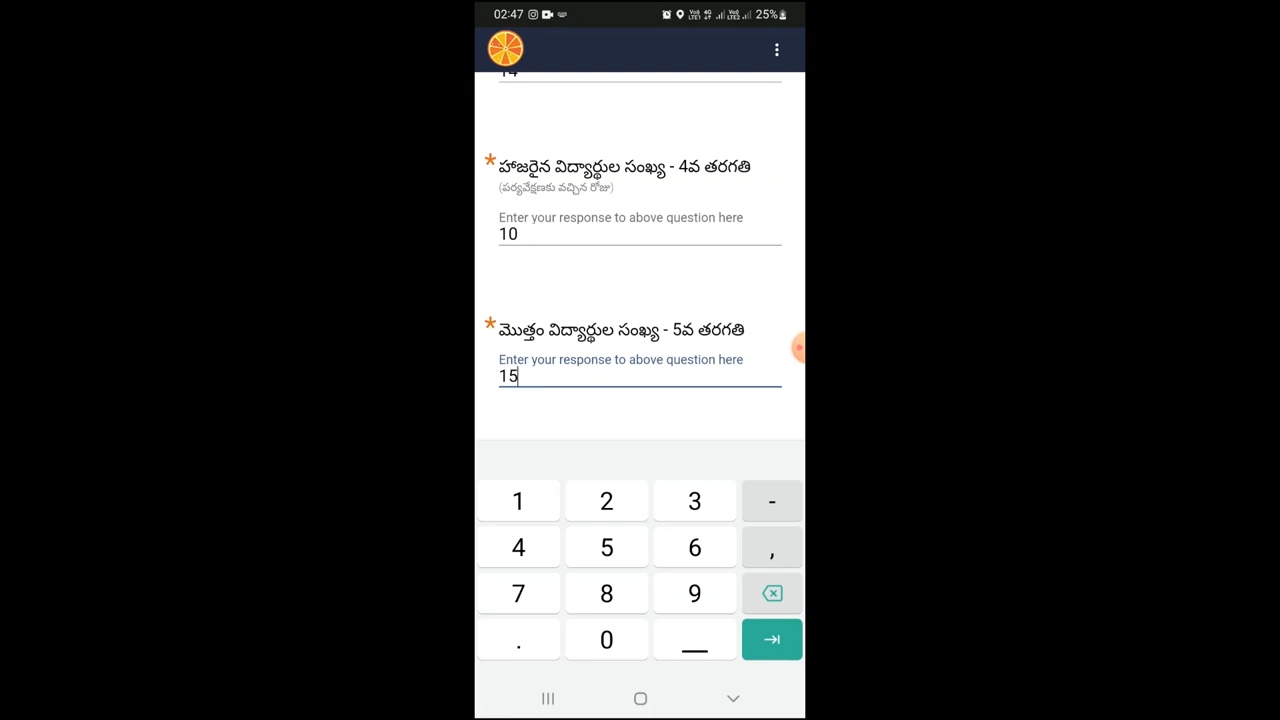 02:47
25%
14
* హాజరైన విద్యార్థుల సంఖ్య - 4వ తరగతి
(పర్యవేక్షణకు వచ్చిన రోజు)
Enter your response to above question here
10
* మొత్తం విద్యార్థుల సంఖ్య - 5వ తరగతి
Enter your response to above question here
15
1 2 3 -
4 5 6 ,
7 8 9
. 0